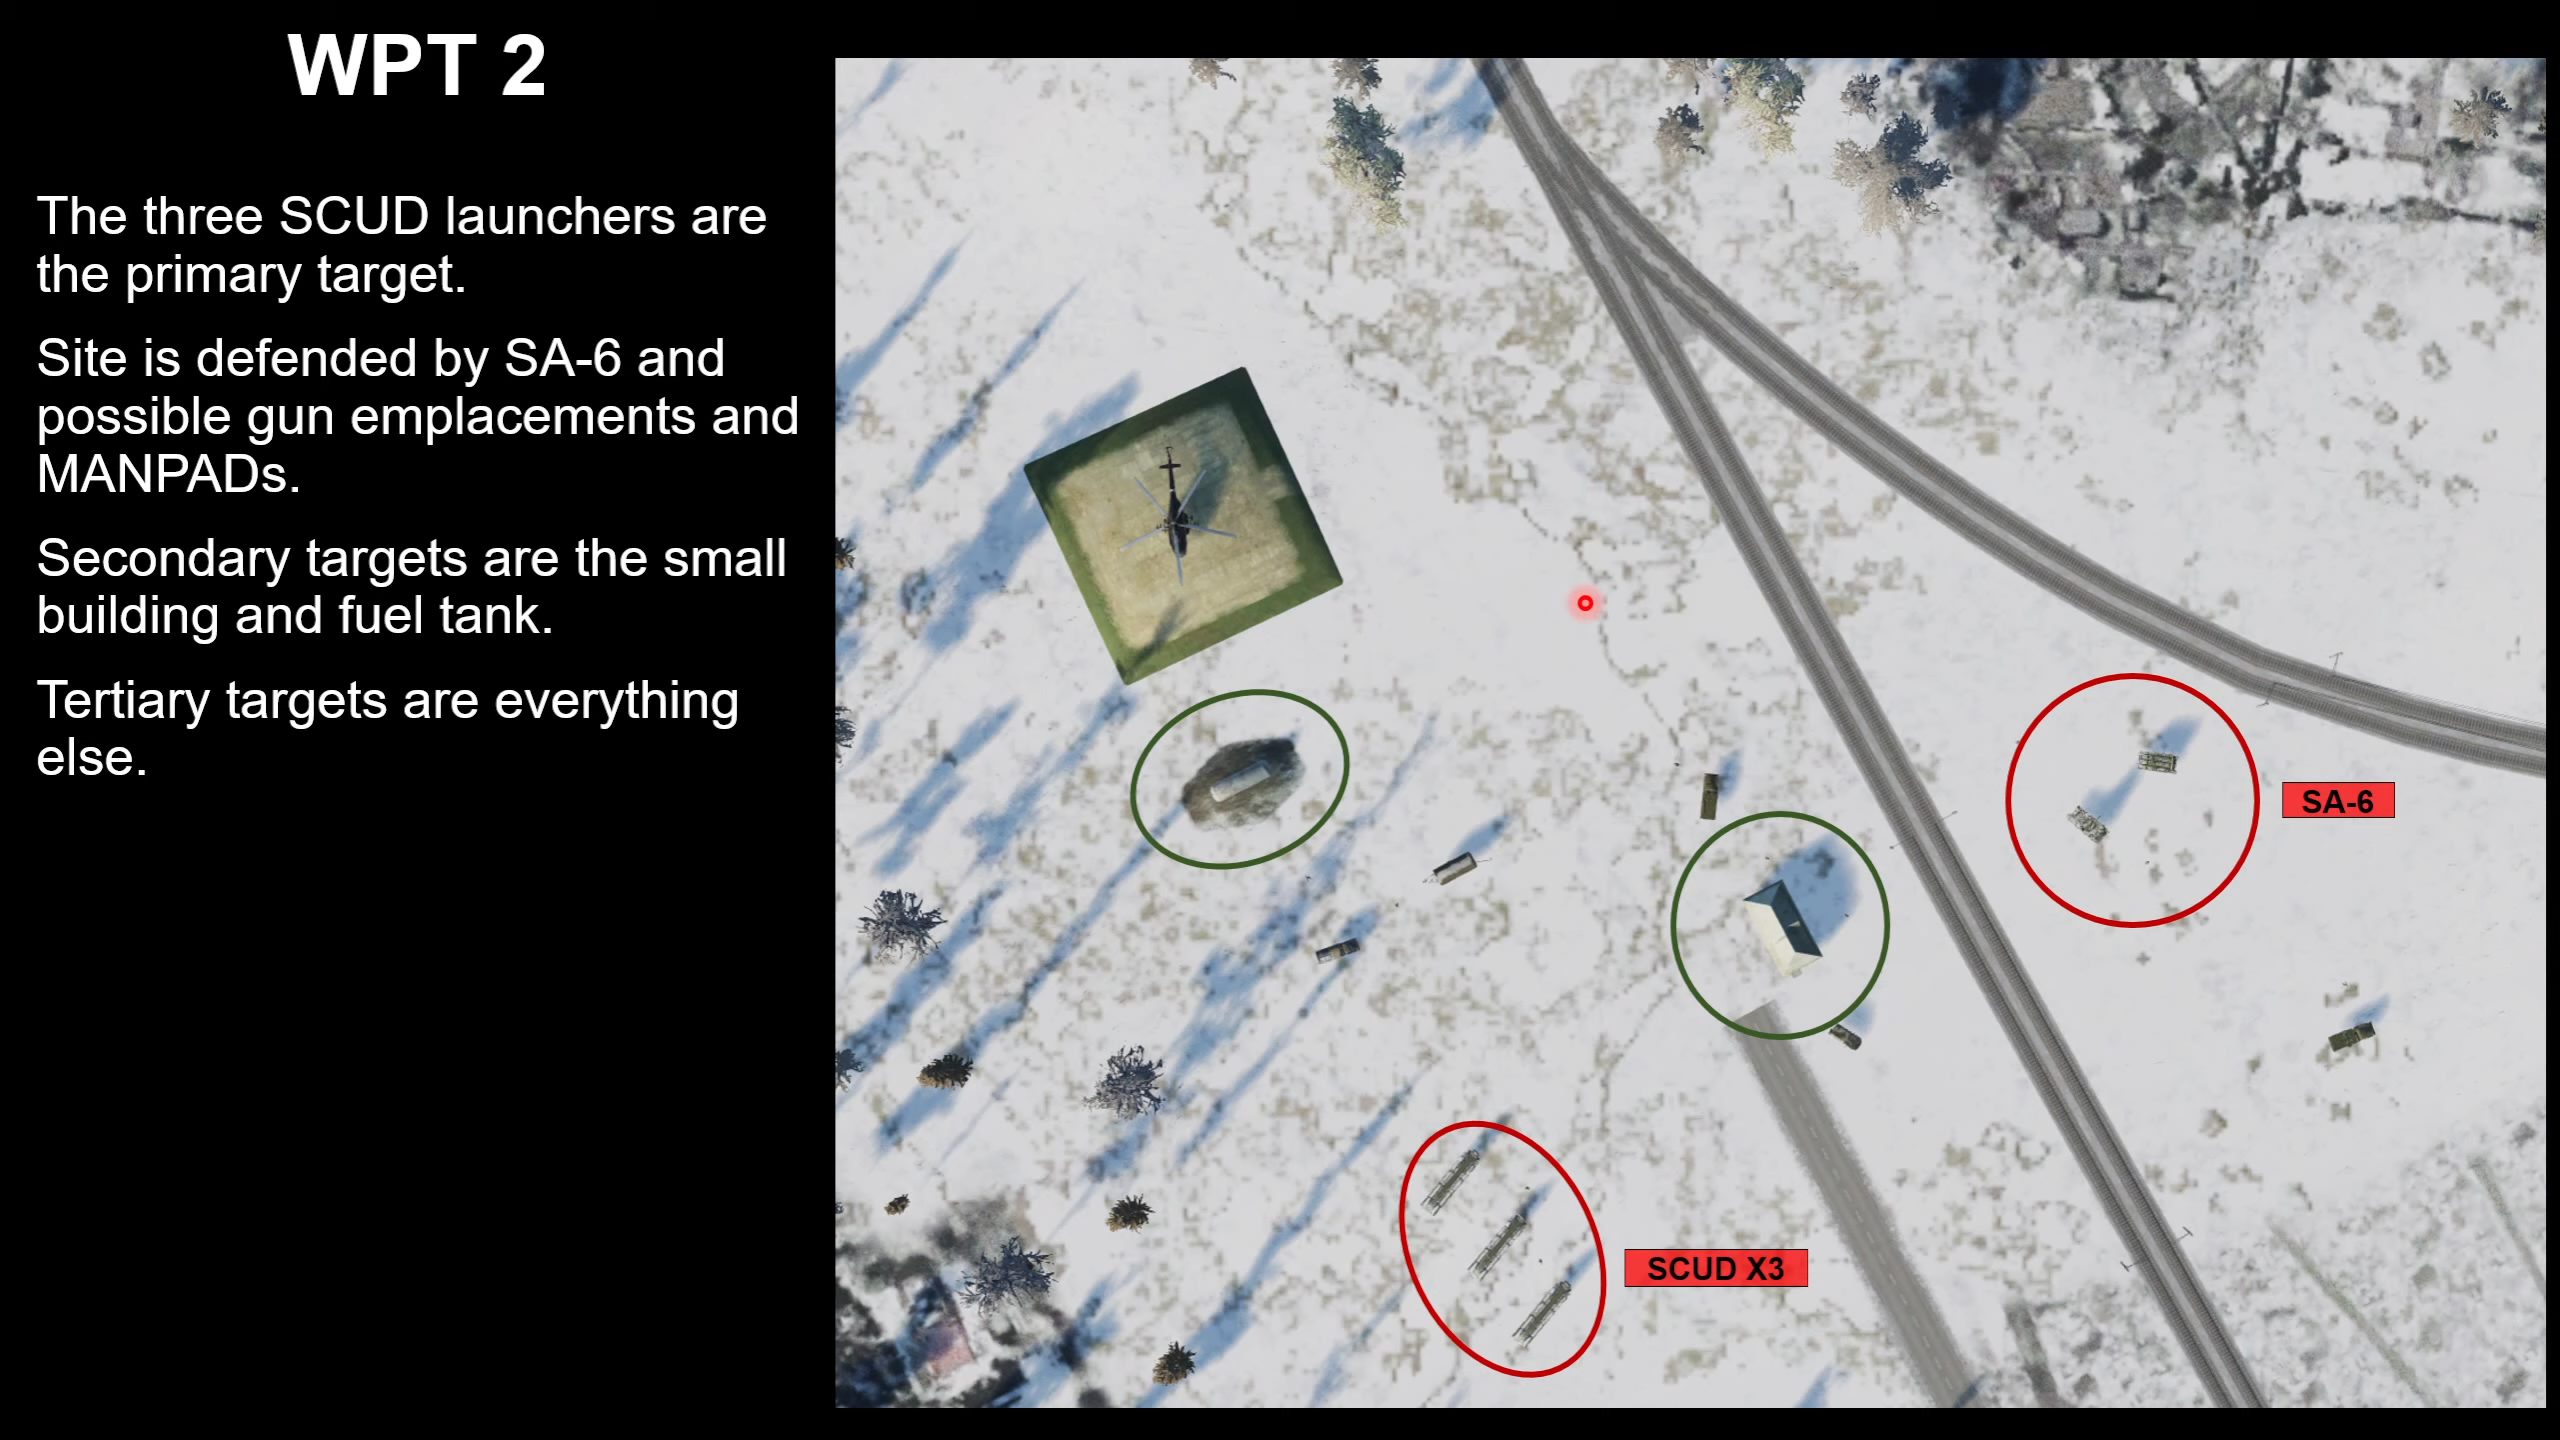 WPT 2
The three SCUD launchers are
the primary target.
Site is defended by SA-6 and
possible gun emplacements and
MANPADs.
Secondary targets are the small
building and fuel tank.
Tertiary targets are everything
else.
SA-6
SCUD X3